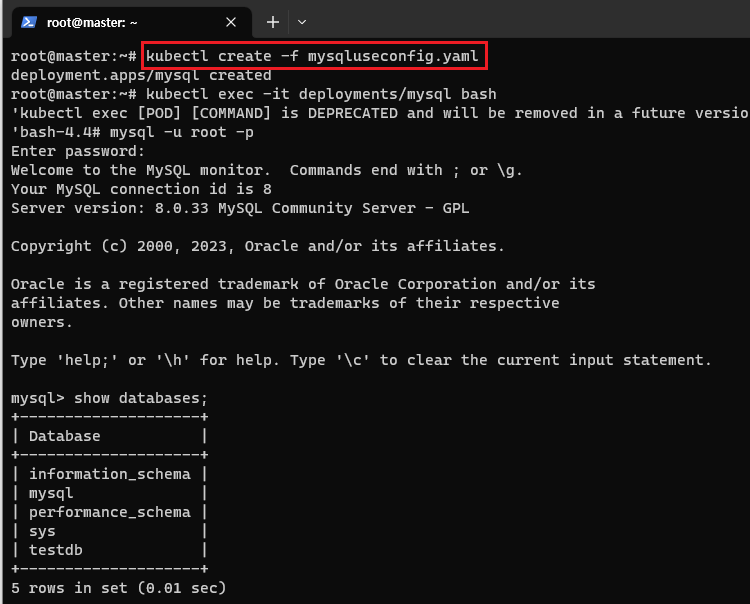 root@master: ~
root@master:~# kubectl create -f mysqluseconfig.yaml
deployment.apps/mysql created
root@master:~# kubectl exec -it deployments/mysql bash
'kubectl exec [POD] [COMMAND] is DEPRECATED and will be removed in a future versio
'bash-4.4# mysql -u root -p
Enter password:
Welcome to the MySQL monitor.  Commands end with ; or \g.
Your MySQL connection id is 8
Server version: 8.0.33 MySQL Community Server - GPL
Copyright (c) 2000, 2023, Oracle and/or its affiliates.
Oracle is a registered trademark of Oracle Corporation and/or its
affiliates. Other names may be trademarks of their respective
owners.
Type 'help;' or '\h' for help. Type '\c' to clear the current input statement.
mysql> show databases;
+--------------------+
| Database           |
+--------------------+
| information_schema |
| mysql              |
| performance_schema |
| sys                |
| testdb             |
+--------------------+
5 rows in set (0.01 sec)